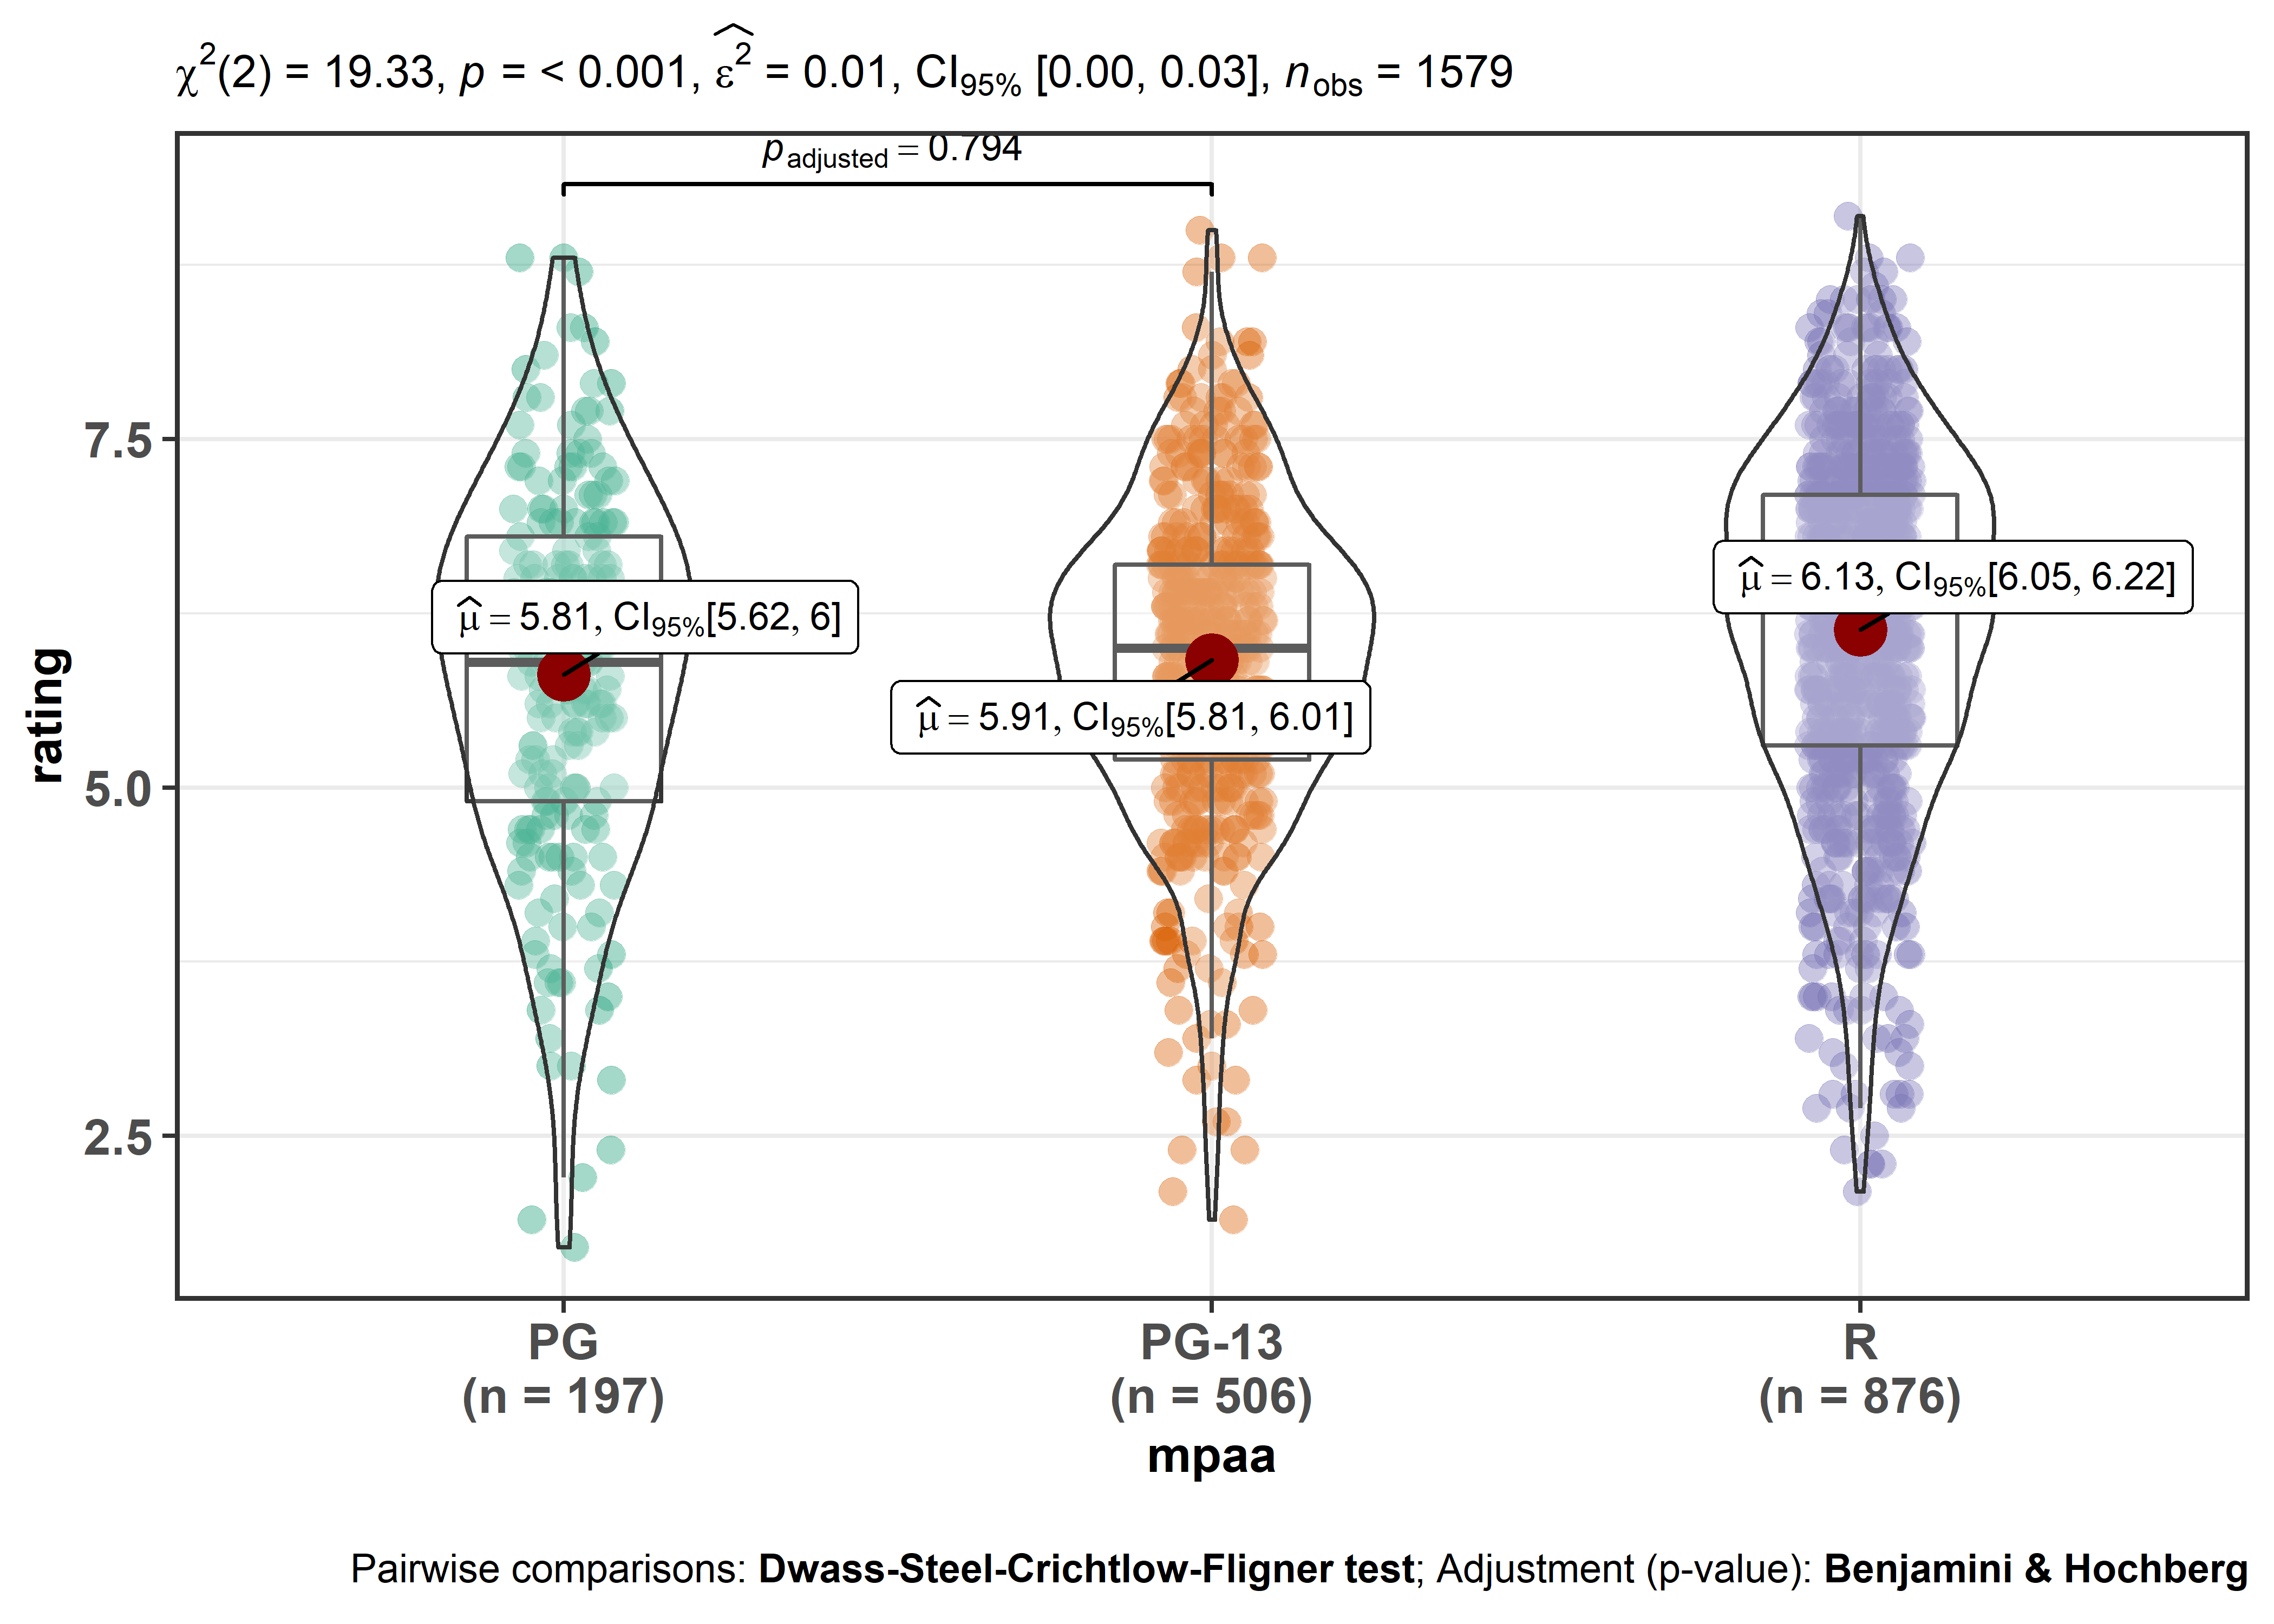 χ²(2) = 19.33, p = < 0.001, ε̂² = 0.01, CI95% [0.00, 0.03], nobs = 1579
padjusted = 0.794
7.5
5.0
2.5
rating
μ̂ = 5.81, CI95%[5.62, 6]
μ̂ = 5.91, CI95%[5.81, 6.01]
μ̂ = 6.13, CI95%[6.05, 6.22]
PG
(n = 197)
PG-13
(n = 506)
R
(n = 876)
mpaa
Pairwise comparisons: Dwass-Steel-Crichtlow-Fligner test; Adjustment (p-value): Benjamini & Hochberg